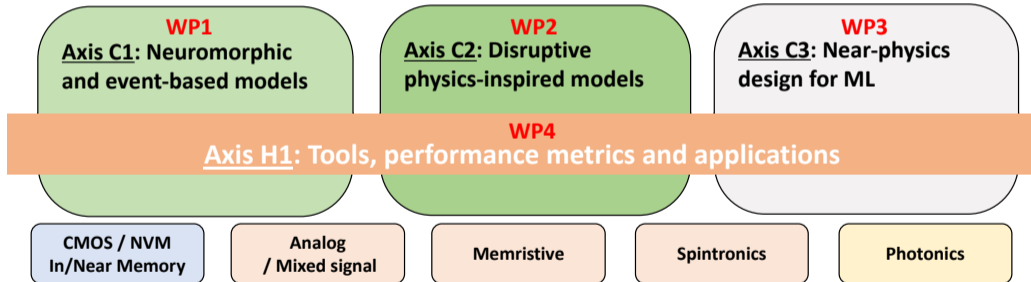 WP1
Axis C1: Neuromorphic
and event-based models
WP2
Axis C2: Disruptive
physics-inspired models
WP3
Axis C3: Near-physics
design for ML
WP4
Axis H1: Tools, performance metrics and applications
CMOS / NVM
In/Near Memory
Analog
/ Mixed signal
Memristive
Spintronics
Photonics